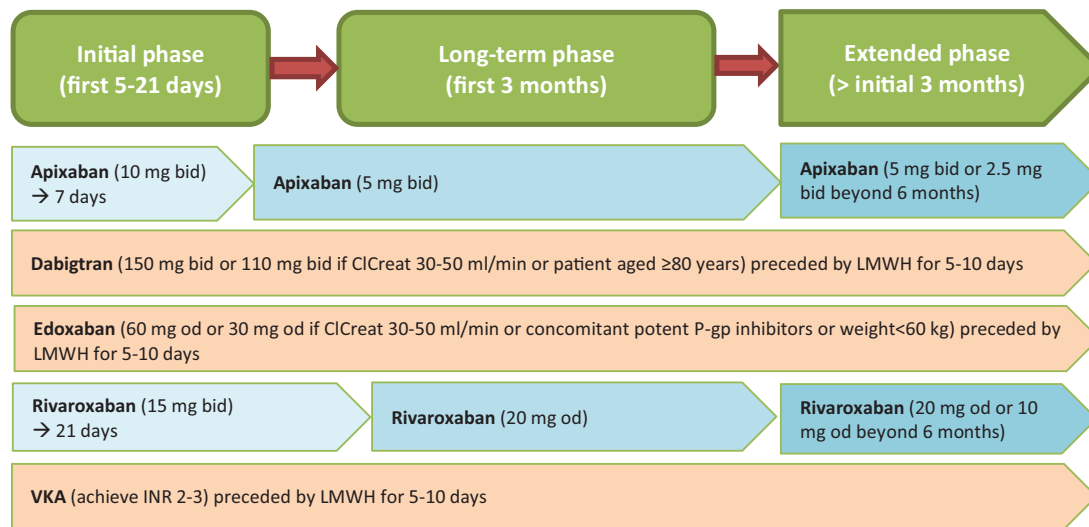 Initial phase
(first 5-21 days)
Long-term phase
(first 3 months)
Extended phase
(> initial 3 months)
Apixaban (10 mg bid)
→ 7 days
Apixaban (5 mg bid)
Apixaban (5 mg bid or 2.5 mg
bid beyond 6 months)
Dabigtran (150 mg bid or 110 mg bid if ClCreat 30-50 ml/min or patient aged ≥80 years) preceded by LMWH for 5-10 days
Edoxaban (60 mg od or 30 mg od if ClCreat 30-50 ml/min or concomitant potent P-gp inhibitors or weight<60 kg) preceded by
LMWH for 5-10 days
Rivaroxaban (15 mg bid)
→ 21 days
Rivaroxaban (20 mg od)
Rivaroxaban (20 mg od or 10
mg od beyond 6 months)
VKA (achieve INR 2-3) preceded by LMWH for 5-10 days